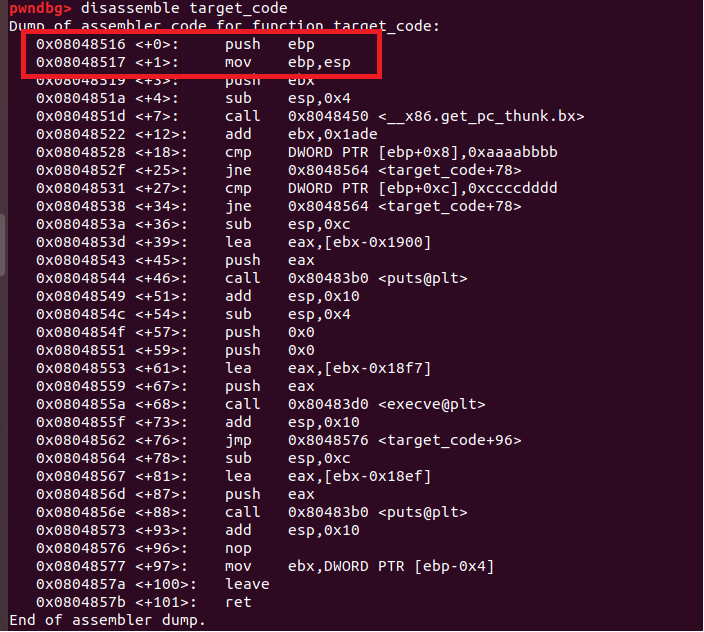 pwndbg> disassemble target_code
Dump of assembler code for function target_code:
0x08048516 <+0>: push ebp
0x08048517 <+1>: mov ebp,esp
0x08048519 <+3>: push ebx
0x0804851a <+4>: sub esp,0x4
0x0804851d <+7>: call 0x8048450 <__x86.get_pc_thunk.bx>
0x08048522 <+12>: add ebx,0x1ade
0x08048528 <+18>: cmp DWORD PTR [ebp+0x8],0xaaaabbbb
0x0804852f <+25>: jne 0x8048564 <target_code+78>
0x08048531 <+27>: cmp DWORD PTR [ebp+0xc],0xccccdddd
0x08048538 <+34>: jne 0x8048564 <target_code+78>
0x0804853a <+36>: sub esp,0xc
0x0804853d <+39>: lea eax,[ebx-0x1900]
0x08048543 <+45>: push eax
0x08048544 <+46>: call 0x80483b0 <puts@plt>
0x08048549 <+51>: add esp,0x10
0x0804854c <+54>: sub esp,0x4
0x0804854f <+57>: push 0x0
0x08048551 <+59>: push 0x0
0x08048553 <+61>: lea eax,[ebx-0x18f7]
0x08048559 <+67>: push eax
0x0804855a <+68>: call 0x80483d0 <execve@plt>
0x0804855f <+73>: add esp,0x10
0x08048562 <+76>: jmp 0x8048576 <target_code+96>
0x08048564 <+78>: sub esp,0xc
0x08048567 <+81>: lea eax,[ebx-0x18ef]
0x0804856d <+87>: push eax
0x0804856e <+88>: call 0x80483b0 <puts@plt>
0x08048573 <+93>: add esp,0x10
0x08048576 <+96>: nop
0x08048577 <+97>: mov ebx,DWORD PTR [ebp-0x4]
0x0804857a <+100>: leave
0x0804857b <+101>: ret
End of assembler dump.